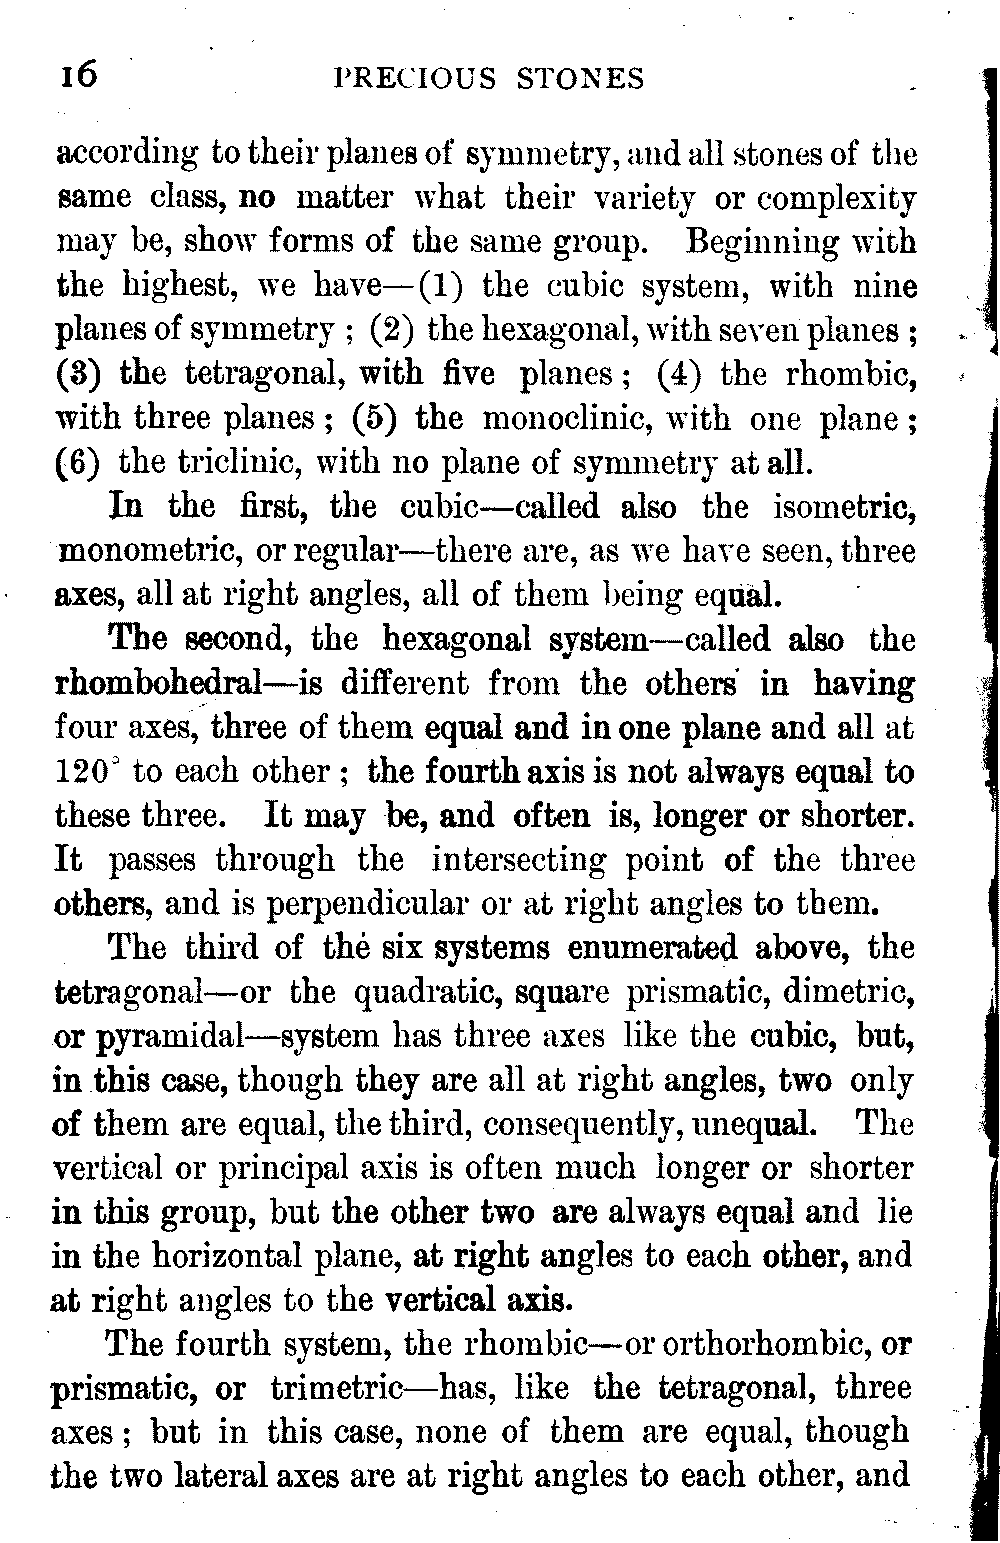 16 PRECIOUS STONES
according to their planes of symmetry, and all stones of the
same class, no matter what their variety or complexity
may be, show forms of the same group. Beginning with
the highest, we have—(1) the cubic system, with nine
planes of symmetry ; (2) the hexagonal, with seven planes ;
(3) the tetragonal, with five planes ; (4) the rhombic,
with three planes ; (5) the monoclinic, with one plane ;
(6) the triclinic, with no plane of symmetry at all.
In the first, the cubic—called also the isometric,
monometric, or regular—there are, as we have seen, three
axes, all at right angles, all of them being equal.
The second, the hexagonal system—called also the
rhombohedral—is different from the others in having
four axes, three of them equal and in one plane and all at
120° to each other ; the fourth axis is not always equal to
these three. It may be, and often is, longer or shorter.
It passes through the intersecting point of the three
others, and is perpendicular or at right angles to them.
The third of the six systems enumerated above, the
tetragonal—or the quadratic, square prismatic, dimetric,
or pyramidal—system has three axes like the cubic, but,
in this case, though they are all at right angles, two only
of them are equal, the third, consequently, unequal. The
vertical or principal axis is often much longer or shorter
in this group, but the other two are always equal and lie
in the horizontal plane, at right angles to each other, and
at right angles to the vertical axis.
The fourth system, the rhombic—or orthorhombic, or
prismatic, or trimetric—has, like the tetragonal, three
axes ; but in this case, none of them are equal, though
the two lateral axes are at right angles to each other, and